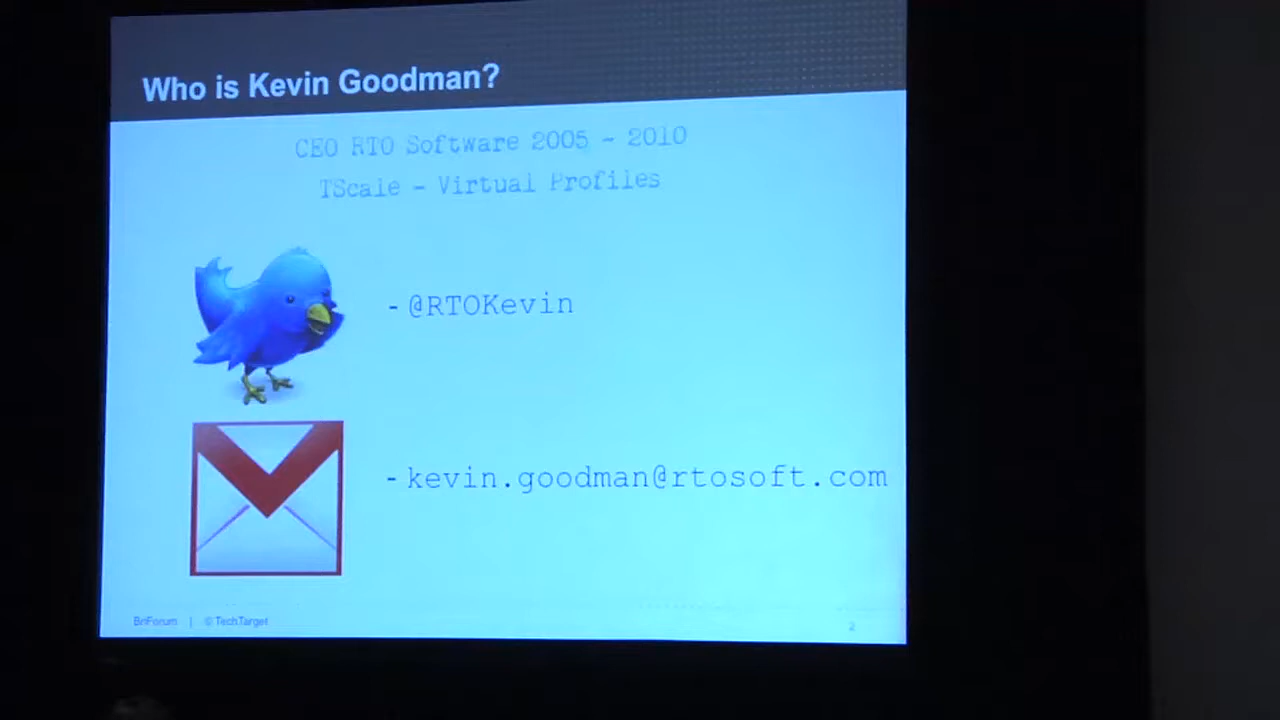 Who is Kevin Goodman?
CEO RTO Software 2005 - 2010
TScale - Virtual Profiles
- @RTOKevin
- kevin.goodman@rtosoft.com
BriForum | © TechTarget
2